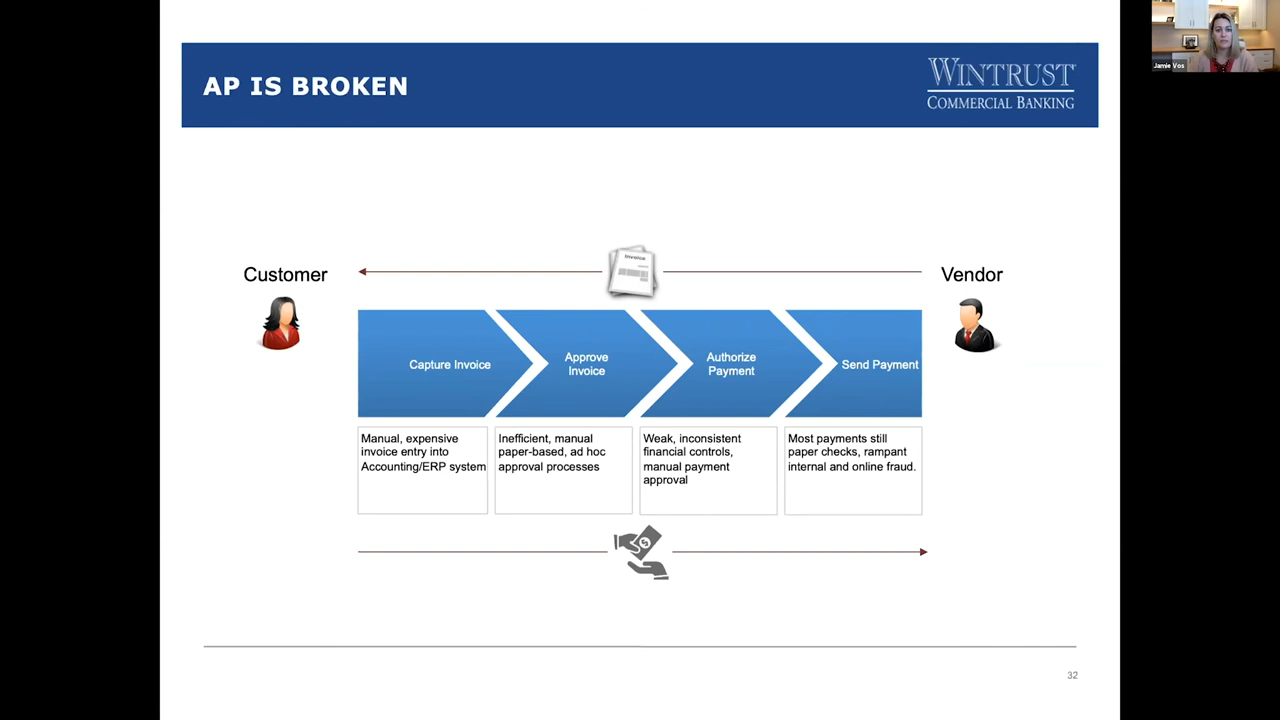 AP IS BROKEN
WINTRUST
COMMERCIAL BANKING
Jamie Vos
Customer
Invoice
Vendor
Capture Invoice
Approve
Invoice
Authorize
Payment
Send Payment
Manual, expensive
invoice entry into
Accounting/ERP system
Inefficient, manual
paper-based, ad hoc
approval processes
Weak, inconsistent
financial controls,
manual payment
approval
Most payments still
paper checks, rampant
internal and online fraud.
32